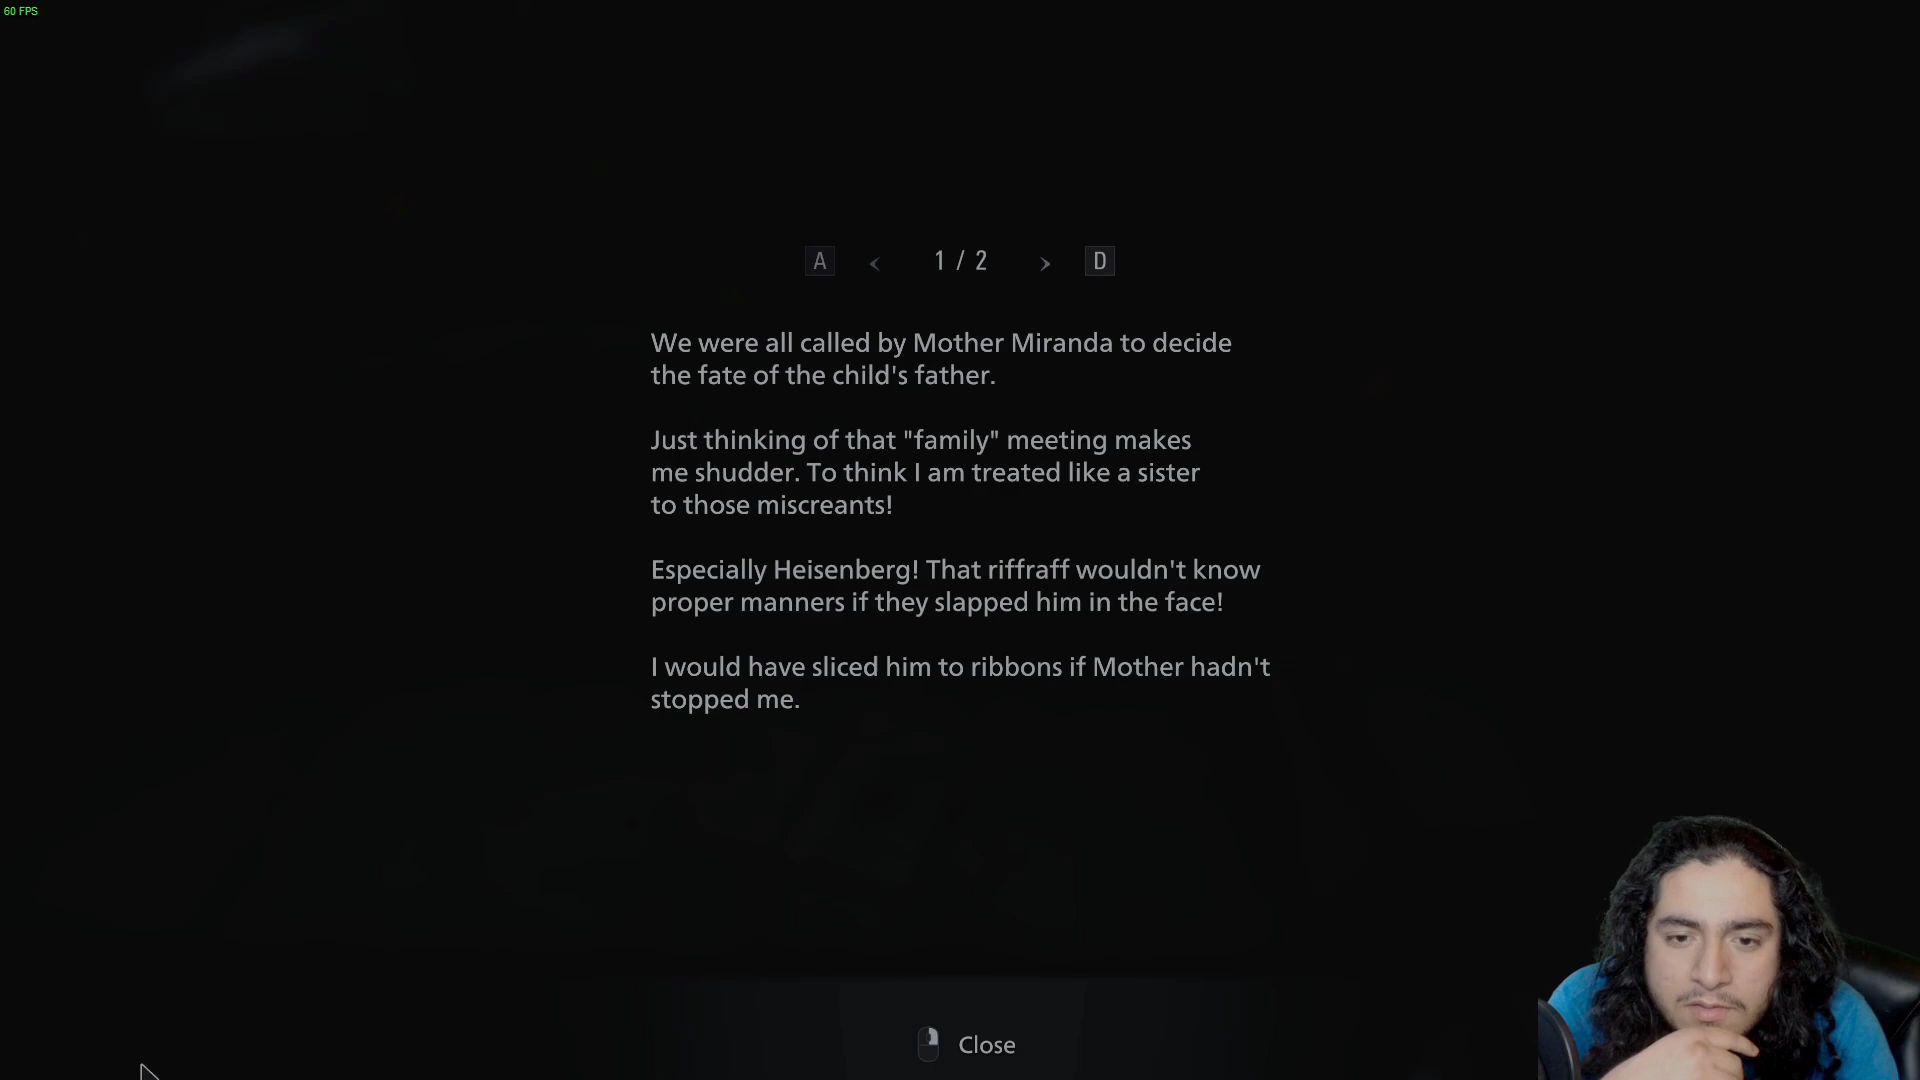 60 FPS
A < 1 / 2 > D
We were all called by Mother Miranda to decide
the fate of the child's father.
Just thinking of that "family" meeting makes
me shudder. To think I am treated like a sister
to those miscreants!
Especially Heisenberg! That riffraff wouldn't know
proper manners if they slapped him in the face!
I would have sliced him to ribbons if Mother hadn't
stopped me.
Close